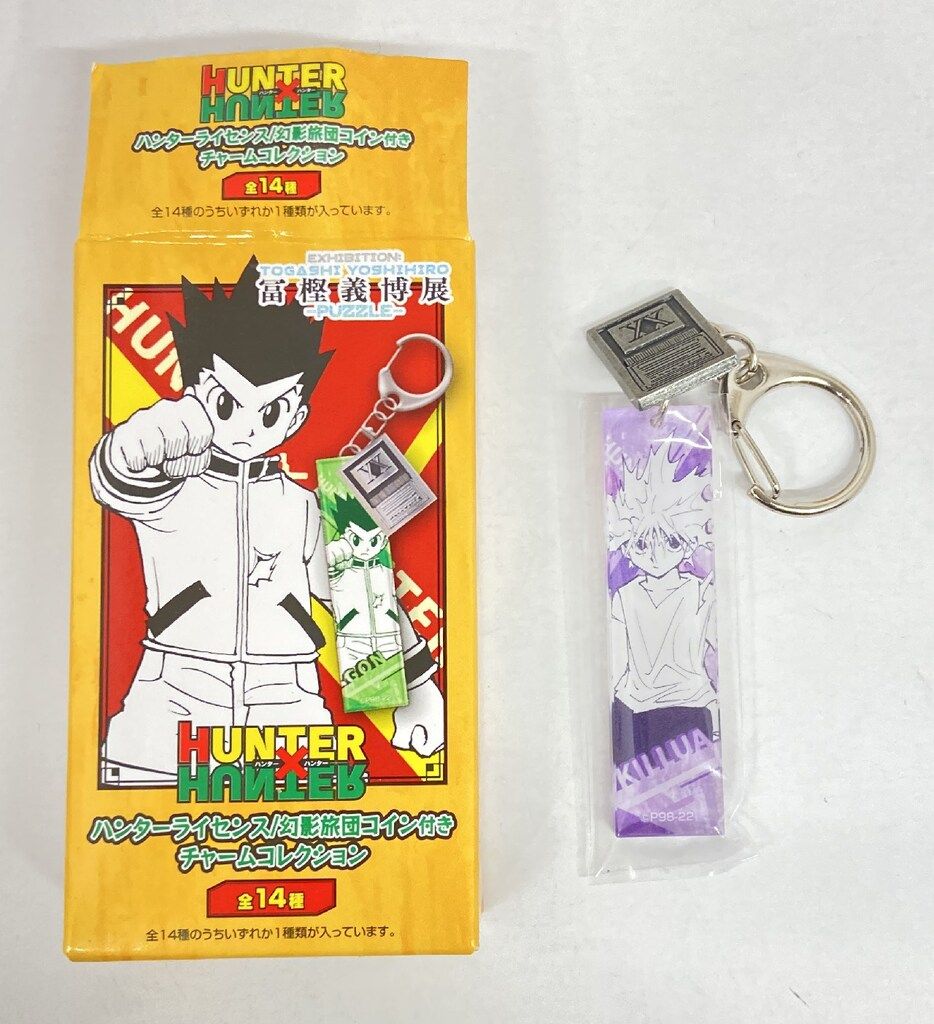 HUNTER
ハンター×ハンター
HUNTER
ハンターライセンス/幻影旅団コイン付き
チャームコレクション
全14種
全14種のうちいずれか1種類が入っています。
EXHIBITION:
TOGASHI YOSHIHIRO
冨樫義博展
-PUZZLE-
HUN
XX
GON
©P98-22
HUNTER
ハンター×ハンター
HUNTER
ハンターライセンス/幻影旅団コイン付き
チャームコレクション
全14種
全14種のうちいずれか1種類が入っています。
XX
KILLUA
©P98-22